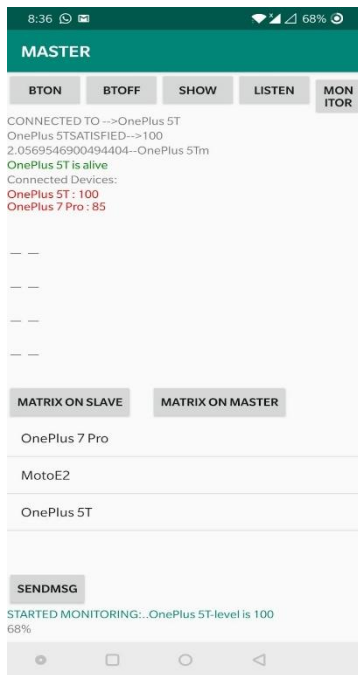 8:36 68%
MASTER
BTON BTOFF SHOW LISTEN MON
ITOR
CONNECTED TO -->OnePlus 5T
OnePlus 5TSATISFIED-->100
2.0569546900494404--OnePlus 5Tm
OnePlus 5T is alive
Connected Devices:
OnePlus 5T : 100
OnePlus 7 Pro : 85
_ _
_ _
_ _
_ _
MATRIX ON SLAVE MATRIX ON MASTER
OnePlus 7 Pro
MotoE2
OnePlus 5T
SENDMSG
STARTED MONITORING:..OnePlus 5T-level is 100
68%